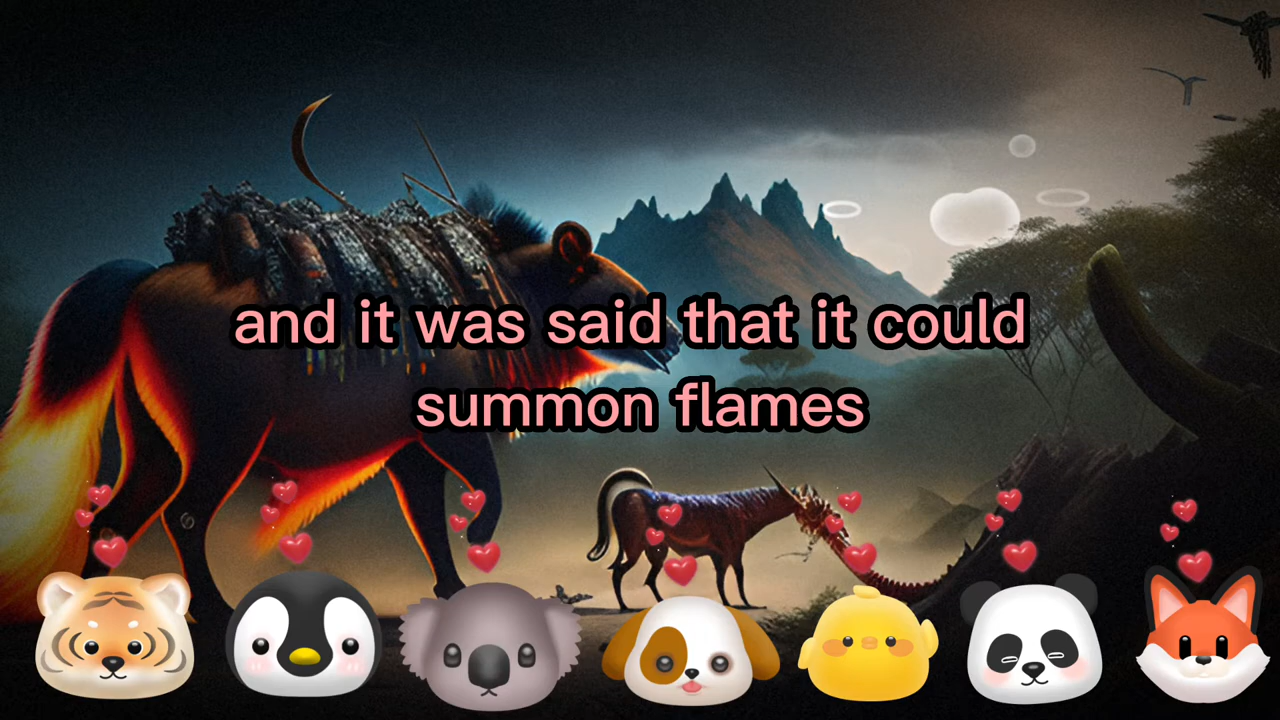 and it was said that it could
summon flames